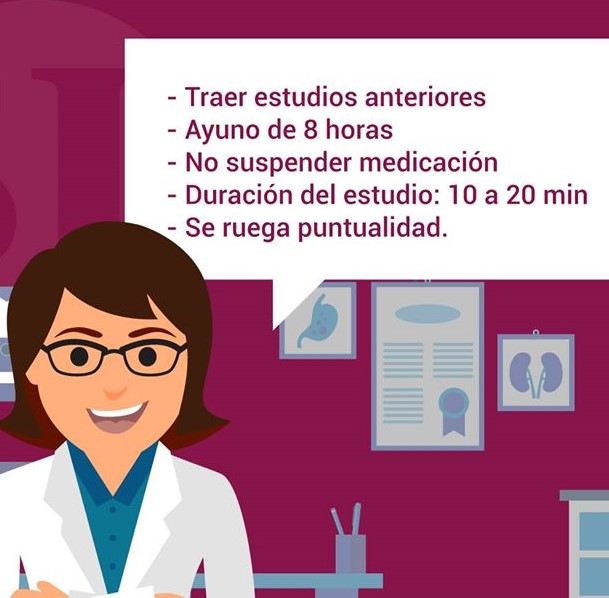 - Traer estudios anteriores
- Ayuno de 8 horas
- No suspender medicación
- Duración del estudio: 10 a 20 min
- Se ruega puntualidad.